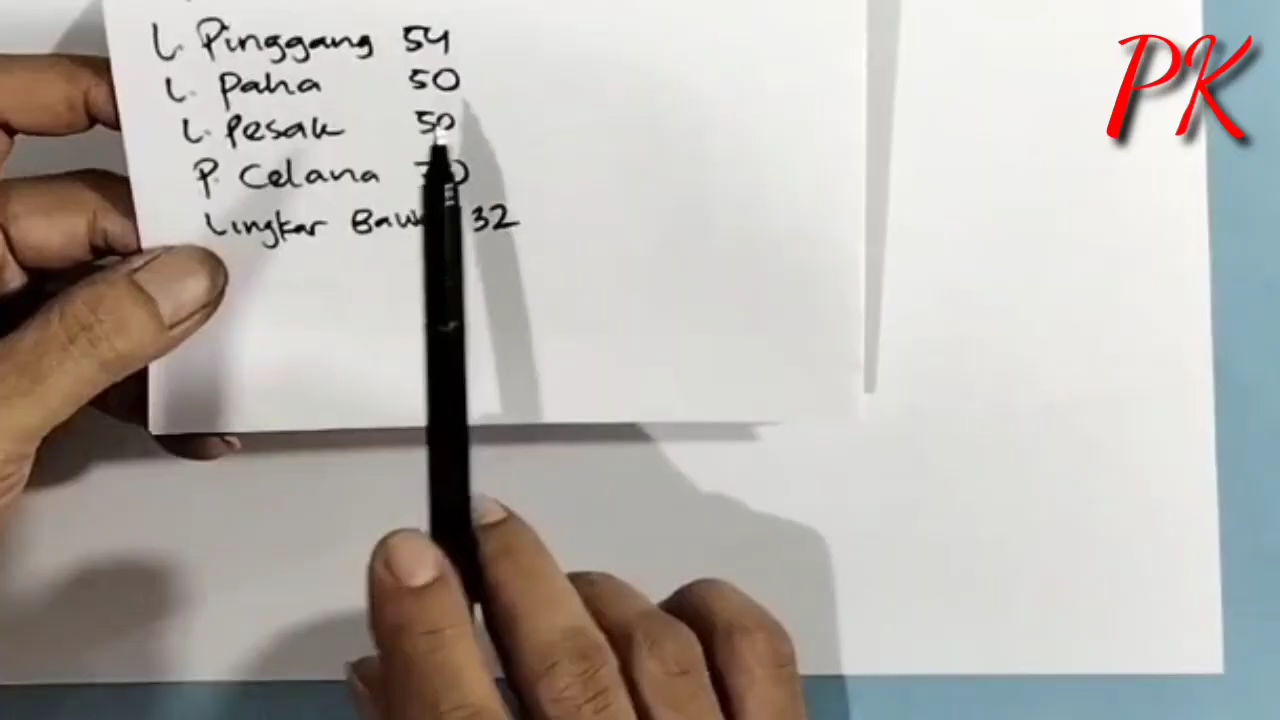 L. Pinggang 54
L. Paha 50
L. Pesak 50
P. Celana
Lingkar 32
PK